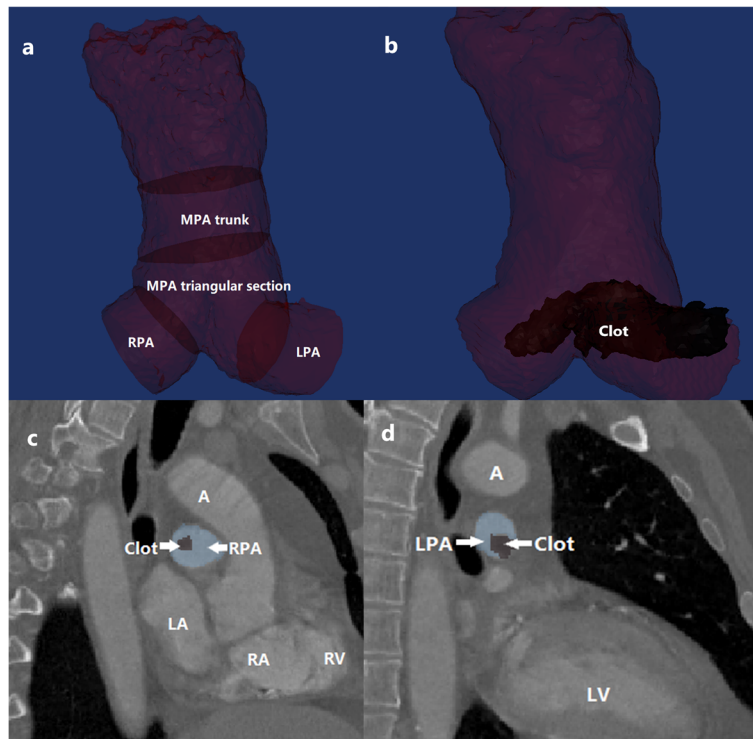 a
b
MPA trunk
MPA triangular section
RPA
LPA
Clot
c
d
A
A
Clot
RPA
LPA
Clot
LA
RA
RV
LV